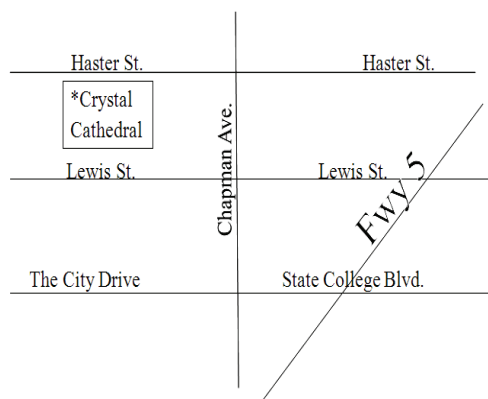 Haster St.
Haster St.
*Crystal
Cathedral
Chapman Ave.
Lewis St.
Lewis St.
Fwy 5
The City Drive
State College Blvd.